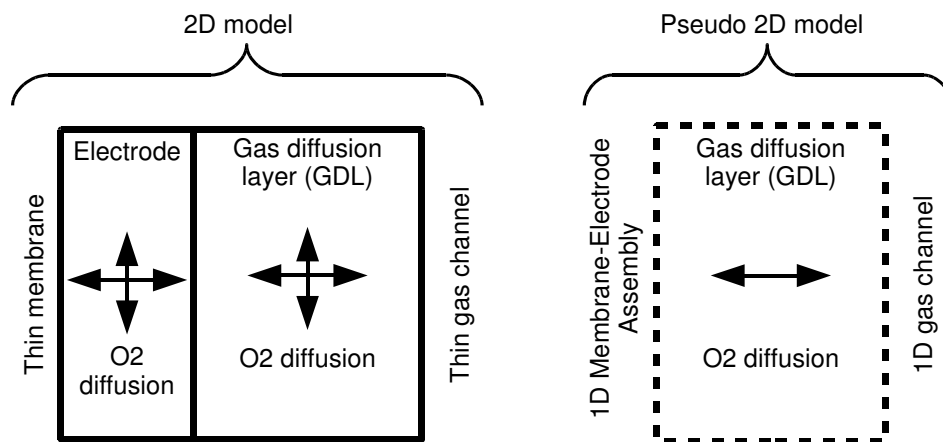 2D model
Thin membrane
Electrode
O2
diffusion
Gas diffusion
layer (GDL)
O2 diffusion
Thin gas channel
Pseudo 2D model
1D Membrane-Electrode
Assembly
Gas diffusion
layer (GDL)
O2 diffusion
1D gas channel